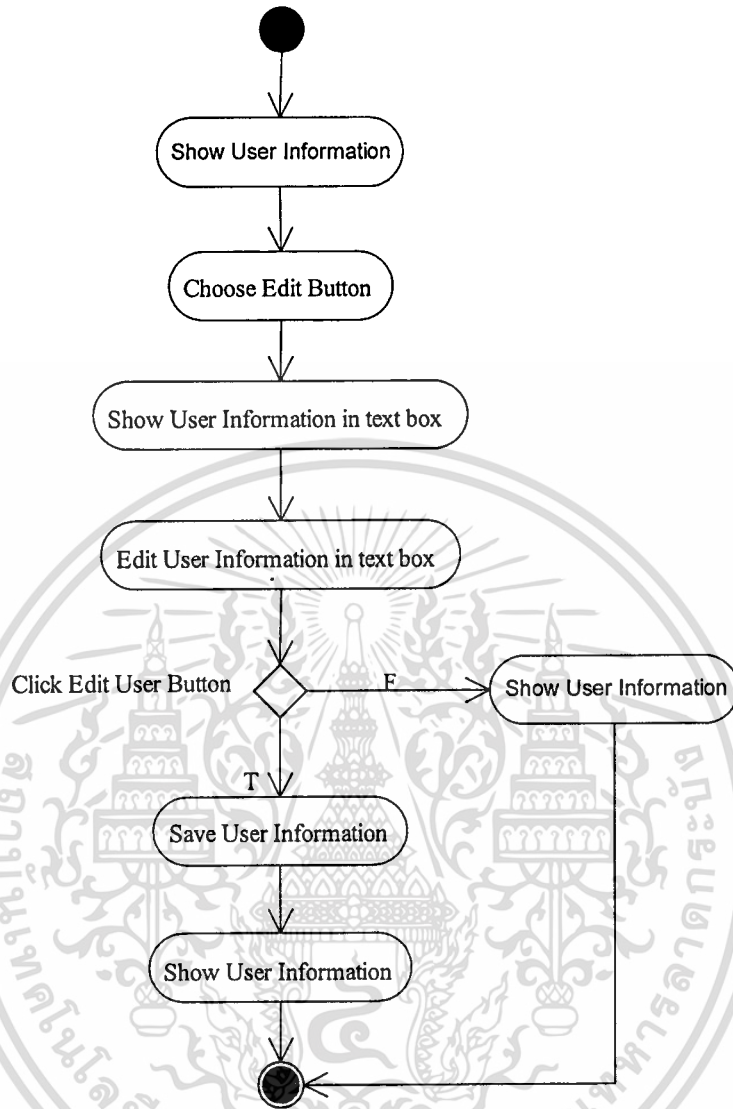 Show User Information
Choose Edit Button
Show User Information in text box
Edit User Information in text box
Click Edit User Button
F
Show User Information
T
Save User Information
Show User Information